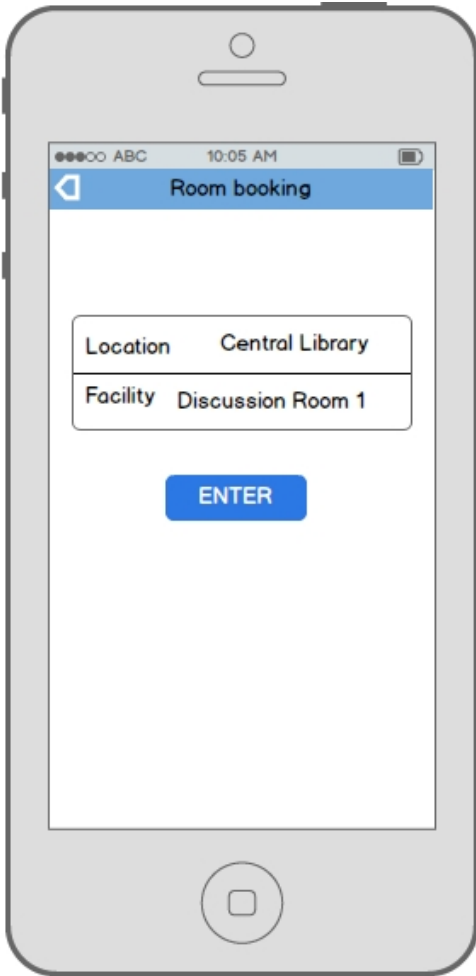 ABC 10:05 AM
Room booking
Location Central Library
Facility Discussion Room 1
ENTER